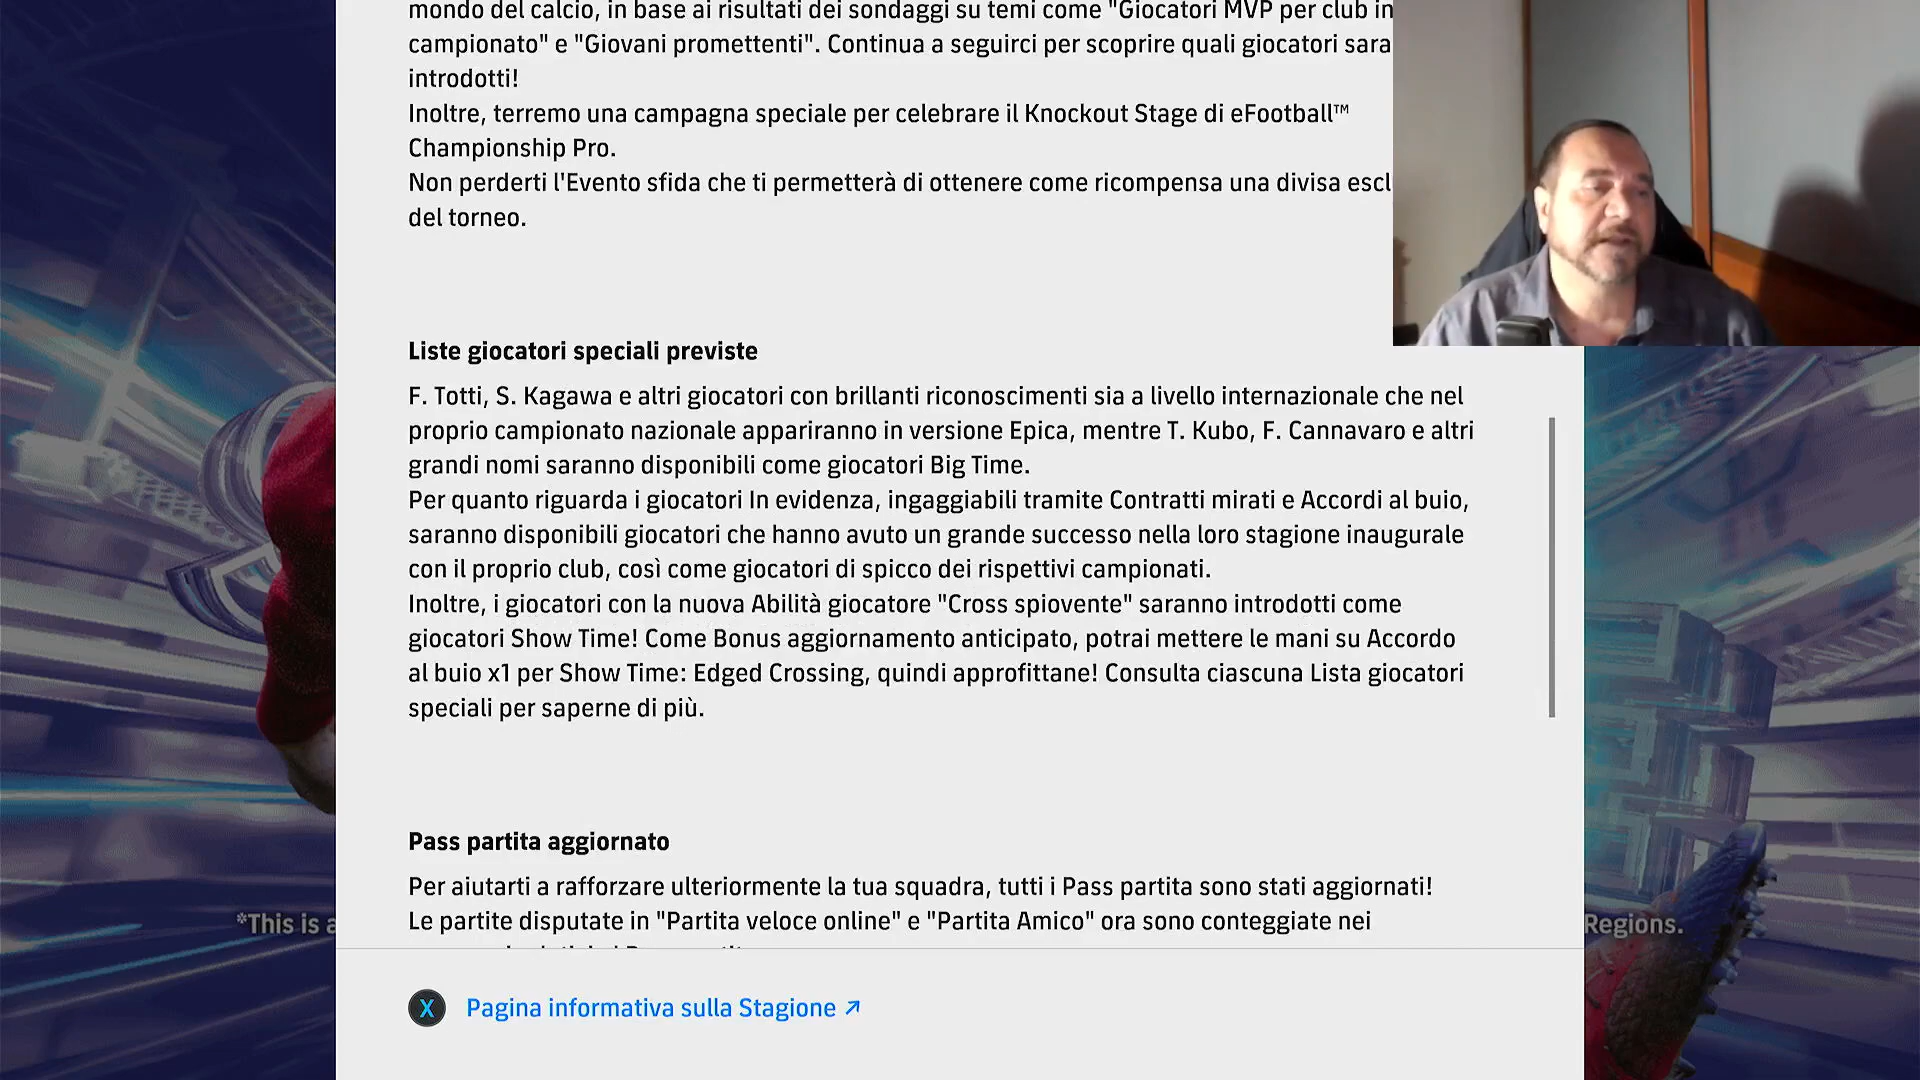 mondo del calcio, in base ai risultati dei sondaggi su temi come "Giocatori MVP per club in
campionato" e "Giovani promettenti". Continua a seguirci per scoprire quali giocatori sara
introdotti!
Inoltre, terremo una campagna speciale per celebrare il Knockout Stage di eFootball™
Championship Pro.
Non perderti l'Evento sfida che ti permetterà di ottenere come ricompensa una divisa escl
del torneo.
Liste giocatori speciali previste
F. Totti, S. Kagawa e altri giocatori con brillanti riconoscimenti sia a livello internazionale che nel
proprio campionato nazionale appariranno in versione Epica, mentre T. Kubo, F. Cannavaro e altri
grandi nomi saranno disponibili come giocatori Big Time.
Per quanto riguarda i giocatori In evidenza, ingaggiabili tramite Contratti mirati e Accordi al buio,
saranno disponibili giocatori che hanno avuto un grande successo nella loro stagione inaugurale
con il proprio club, così come giocatori di spicco dei rispettivi campionati.
Inoltre, i giocatori con la nuova Abilità giocatore "Cross spiovente" saranno introdotti come
giocatori Show Time! Come Bonus aggiornamento anticipato, potrai mettere le mani su Accordo
al buio x1 per Show Time: Edged Crossing, quindi approfittane! Consulta ciascuna Lista giocatori
speciali per saperne di più.
Pass partita aggiornato
Per aiutarti a rafforzare ulteriormente la tua squadra, tutti i Pass partita sono stati aggiornati!
Le partite disputate in "Partita veloce online" e "Partita Amico" ora sono conteggiate nei
*This is a
Regions.
X Pagina informativa sulla Stagione ↗